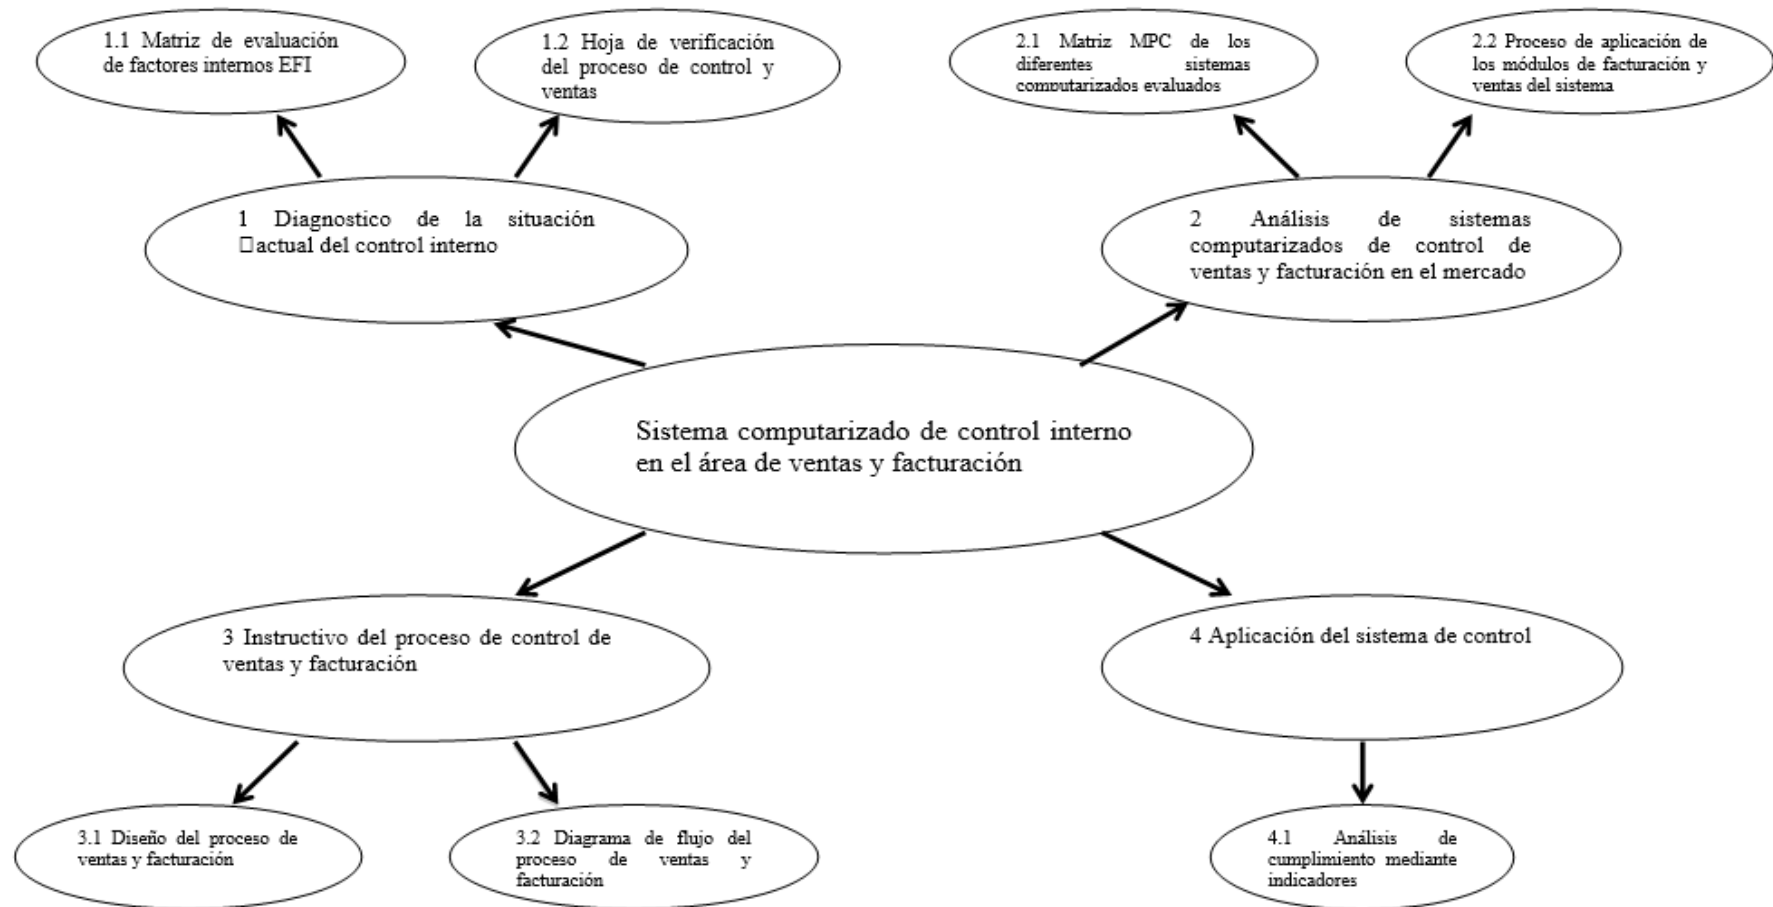 1.1 Matriz de evaluación
de factores internos EFI
1.2 Hoja de verificación
del proceso de control y
ventas
2.1 Matriz MPC de los
diferentes sistemas
computarizados evaluados
2.2 Proceso de aplicación de
los módulos de facturación y
ventas del sistema
1 Diagnostico de la situación
□actual del control interno
2 Análisis de sistemas
computarizados de control de
ventas y facturación en el mercado
Sistema computarizado de control interno
en el área de ventas y facturación
3 Instructivo del proceso de control de
ventas y facturación
4 Aplicación del sistema de control
3.1 Diseño del proceso de
ventas y facturación
3.2 Diagrama de flujo del
proceso de ventas y
facturación
4.1 Análisis de
cumplimiento mediante
indicadores